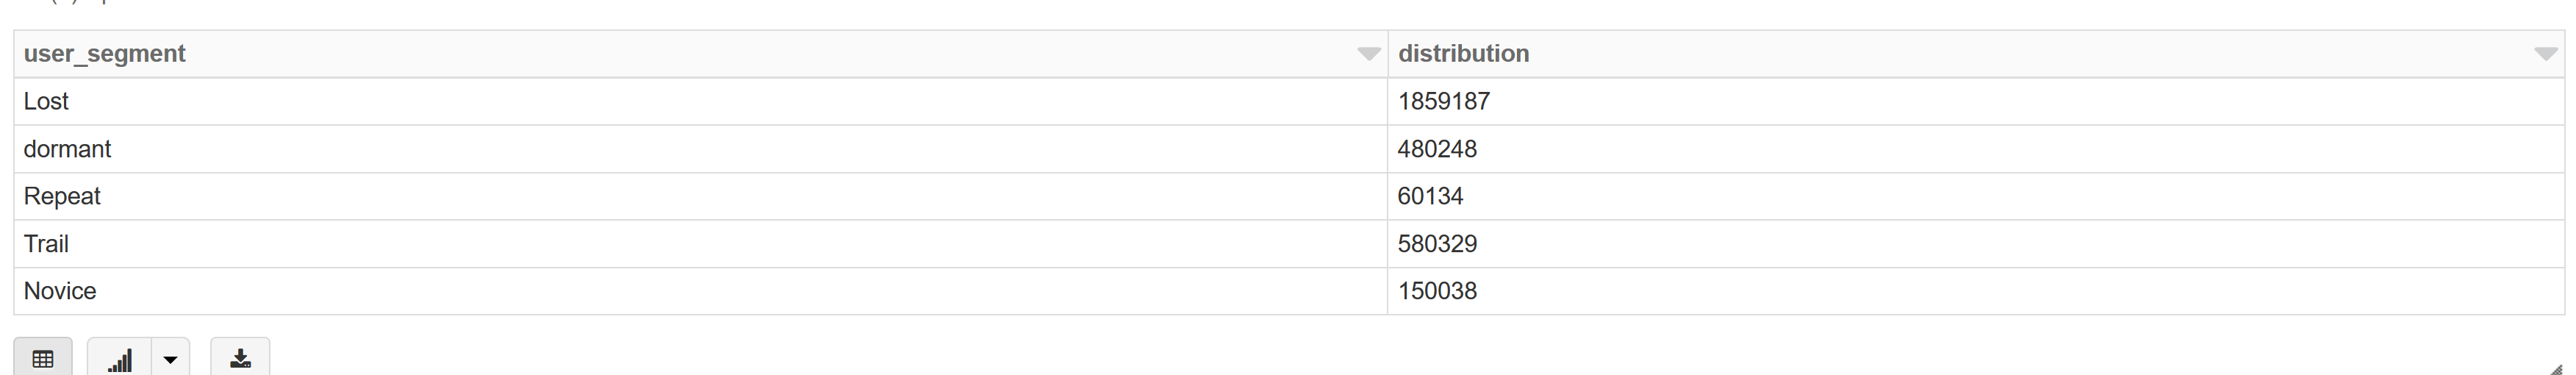 user_segment distribution
Lost 1859187
dormant 480248
Repeat 60134
Trail 580329
Novice 150038